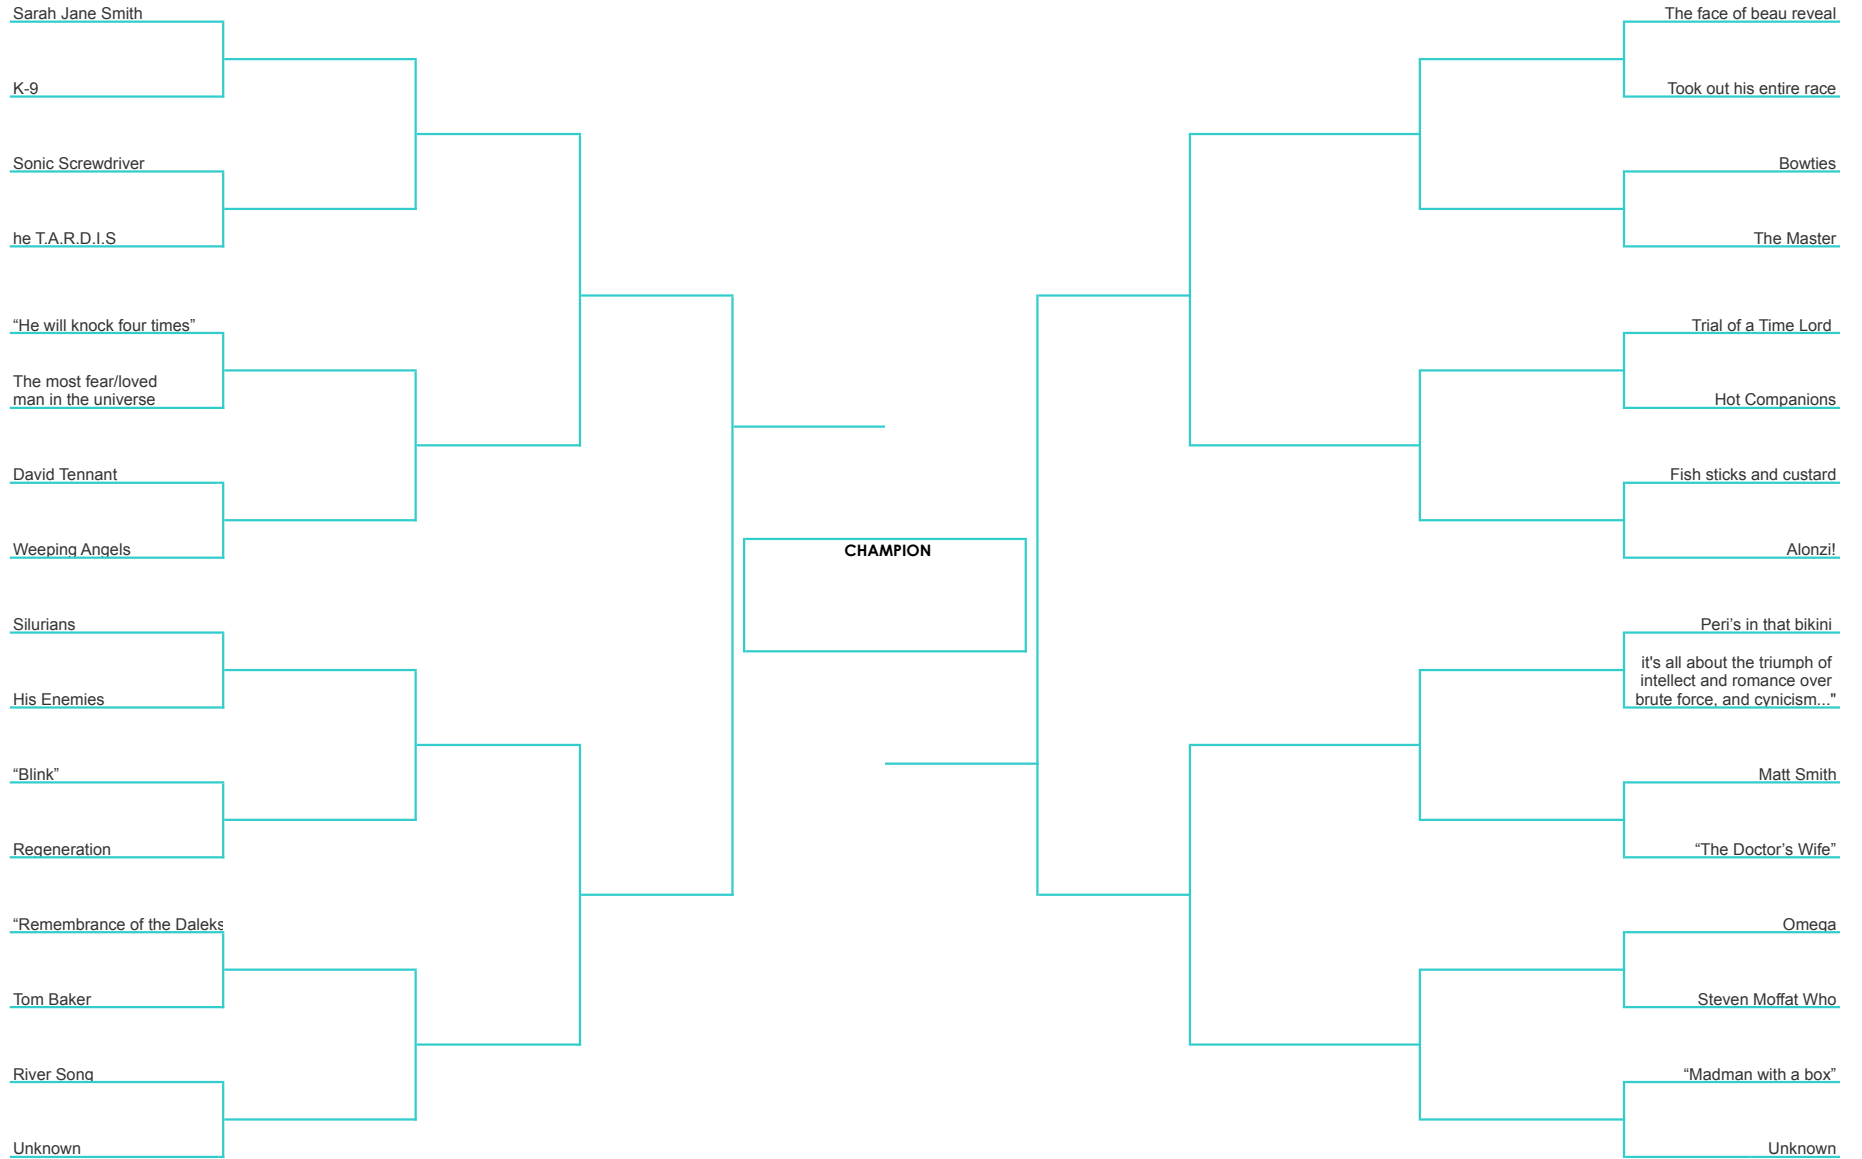 Sarah Jane Smith
K-9
Sonic Screwdriver
he T.A.R.D.I.S
“He will knock four times”
The most fear/loved
man in the universe
David Tennant
Weeping Angels
Silurians
His Enemies
“Blink”
Regeneration
“Remembrance of the Daleks
Tom Baker
River Song
Unknown
CHAMPION
The face of beau reveal
Took out his entire race
Bowties
The Master
Trial of a Time Lord
Hot Companions
Fish sticks and custard
Alonzi!
Peri’s in that bikini
it's all about the triumph of
intellect and romance over
brute force, and cynicism..."
Matt Smith
“The Doctor’s Wife”
Omega
Steven Moffat Who
“Madman with a box”
Unknown